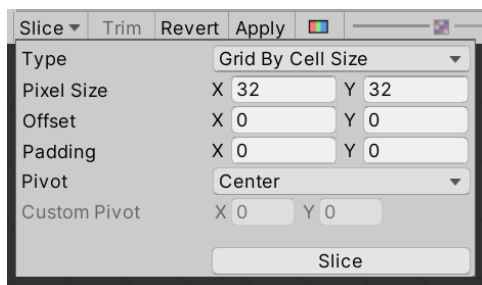 Slice Trim Revert Apply
Type Grid By Cell Size
Pixel Size X 32 Y 32
Offset X 0 Y 0
Padding X 0 Y 0
Pivot Center
Custom Pivot X 0 Y 0
Slice